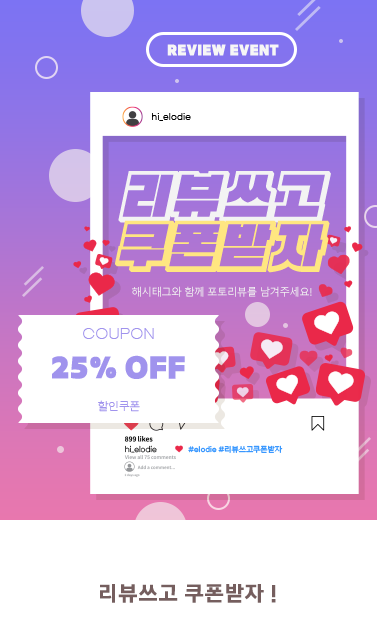 REVIEW EVENT
hi_elodie
리뷰쓰고
쿠폰받자
해시태그와 함께 포토리뷰를 남겨주세요!
COUPON
25% OFF
할인쿠폰
899 likes
hi_elodie #elodie #리뷰쓰고쿠폰받자
View all 75 comments
Add a comment...
리뷰쓰고 쿠폰받자 !